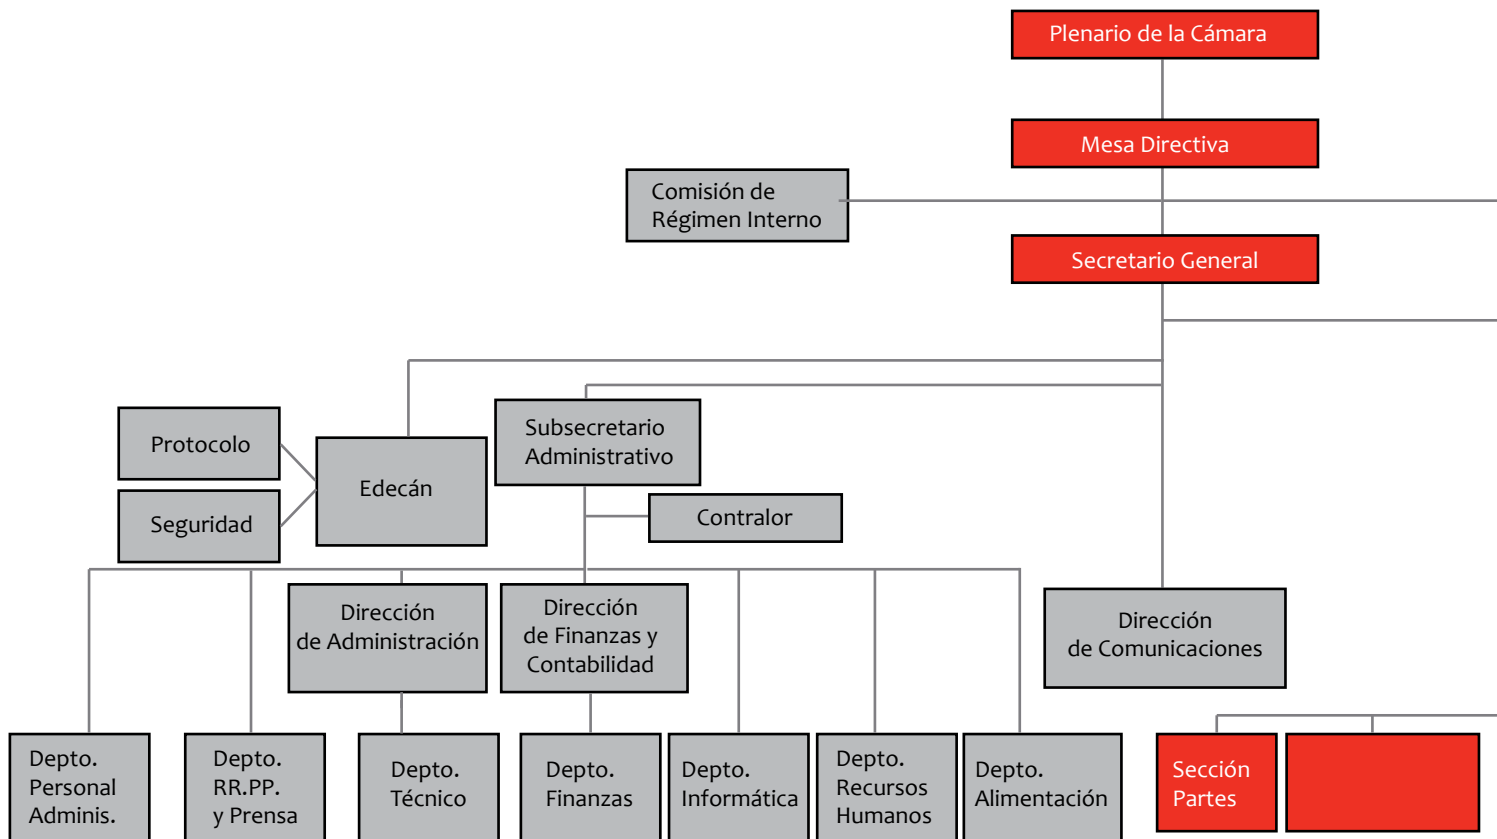 Plenario de la Cámara
Mesa Directiva
Comisión de
Régimen Interno
Secretario General
Protocolo
Seguridad
Edecán
Subsecretario
Administrativo
Contralor
Dirección
de Administración
Dirección
de Finanzas y
Contabilidad
Dirección
de Comunicaciones
Depto.
Personal
Adminis.
Depto.
RR.PP.
y Prensa
Depto.
Técnico
Depto.
Finanzas
Depto.
Informática
Depto.
Recursos
Humanos
Depto.
Alimentación
Sección
Partes